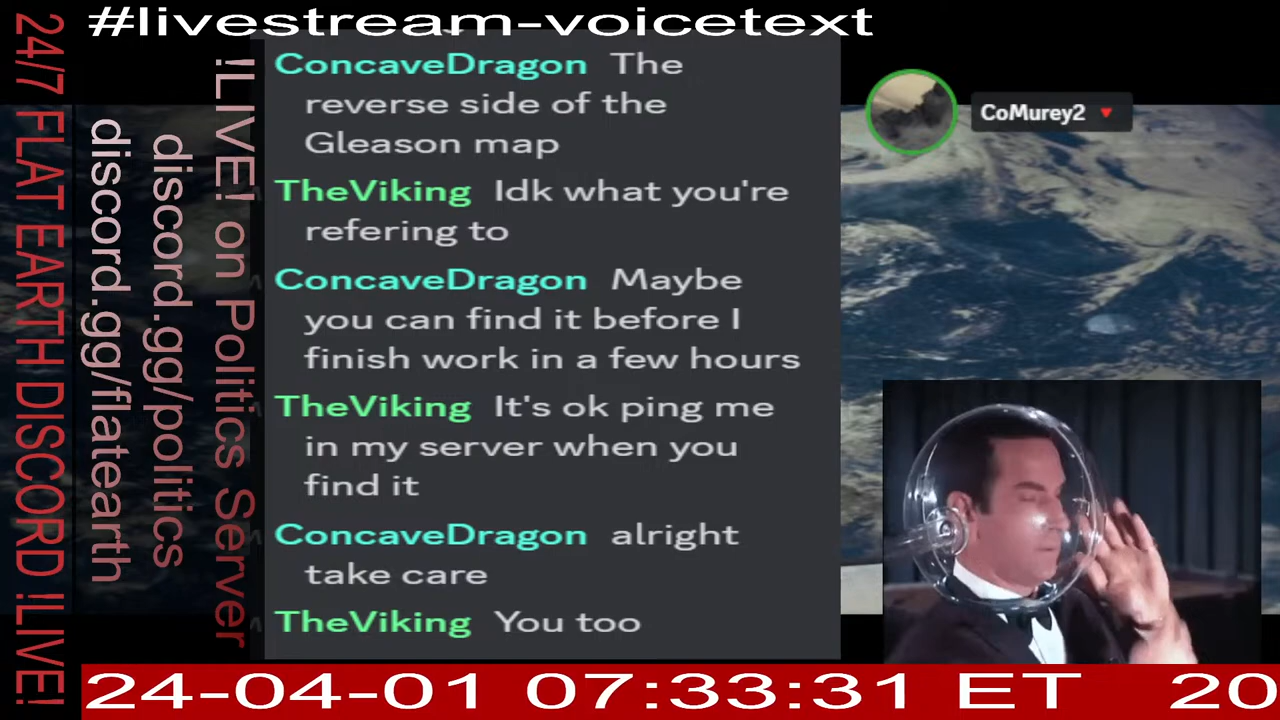 #livestream-voicetext
24/7 FLAT EARTH DISCORD !LIVE!
discord.gg/flatearth
discord.gg/politics
!LIVE! on Politics Server
ConcaveDragon The
reverse side of the
Gleason map
TheViking Idk what you're
refering to
ConcaveDragon Maybe
you can find it before I
finish work in a few hours
TheViking It's ok ping me
in my server when you
find it
ConcaveDragon alright
take care
TheViking You too
CoMurey2
24-04-01 07:33:31 ET 20